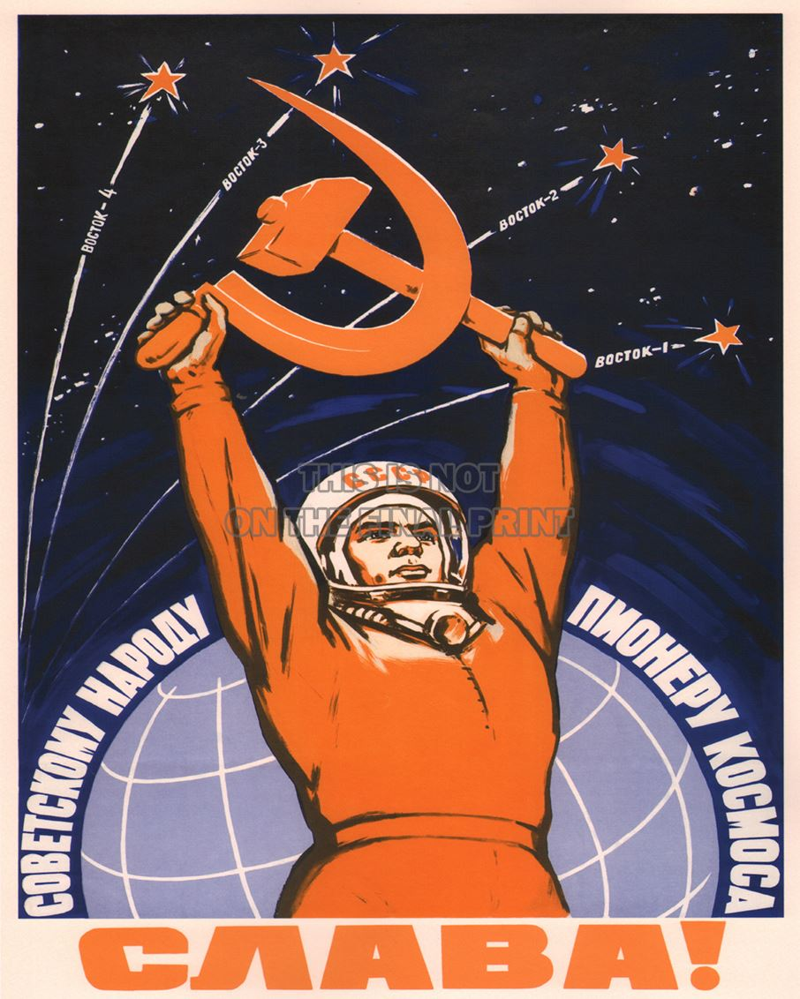 ВОСТОК-4
ВОСТОК-3
ВОСТОК-2
ВОСТОК-1
СССР
THIS IS NOT
ON THE FINAL PRINT
СОВЕТСКОМУ НАРОДУ
ПИОНЕРУ КОСМОСА
СЛАВА!